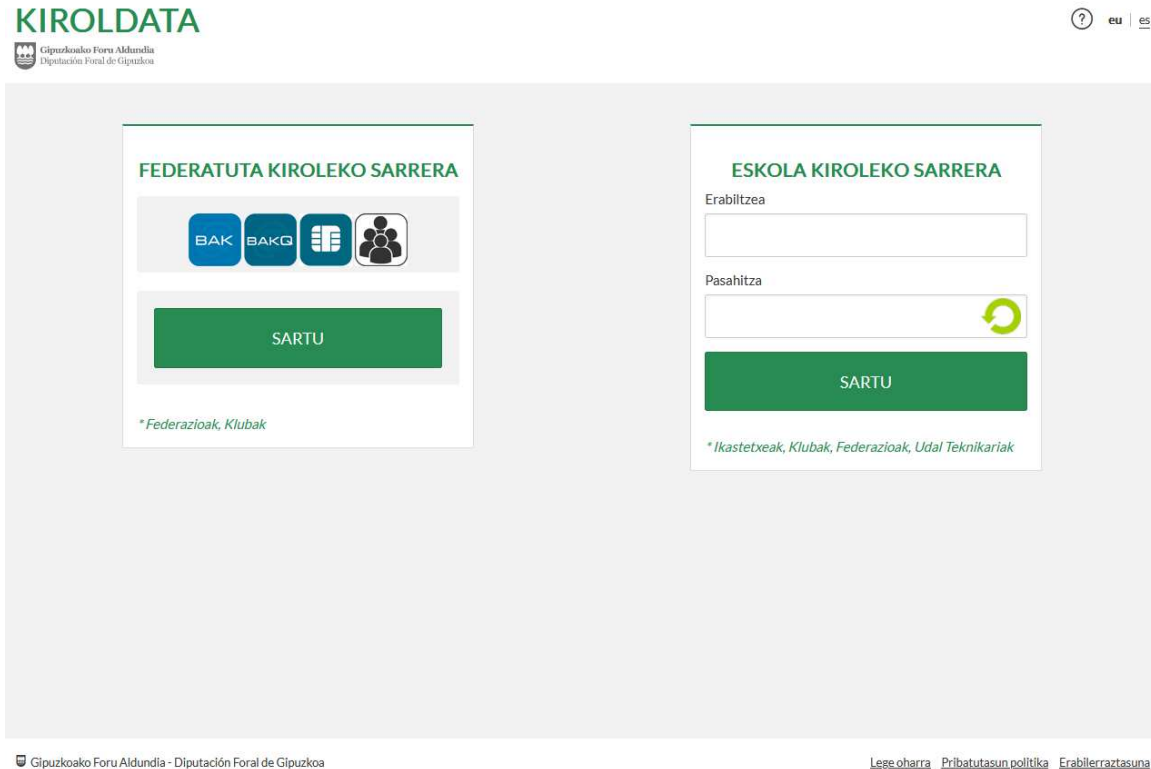 KIROLDATA
Gipuzkoako Foru Aldundia
Diputación Foral de Gipuzkoa
? eu | es
FEDERATUTA KIROLEKO SARRERA
BAK BAKQ
SARTU
* Federazioak, Klubak
ESKOLA KIROLEKO SARRERA
Erabiltzea
Pasahitza
SARTU
* Ikastetxeak, Klubak, Federazioak, Udal Teknikariak
Gipuzkoako Foru Aldundia - Diputación Foral de Gipuzkoa
Lege oharra Pribatutasun politika Erabilerraztasuna